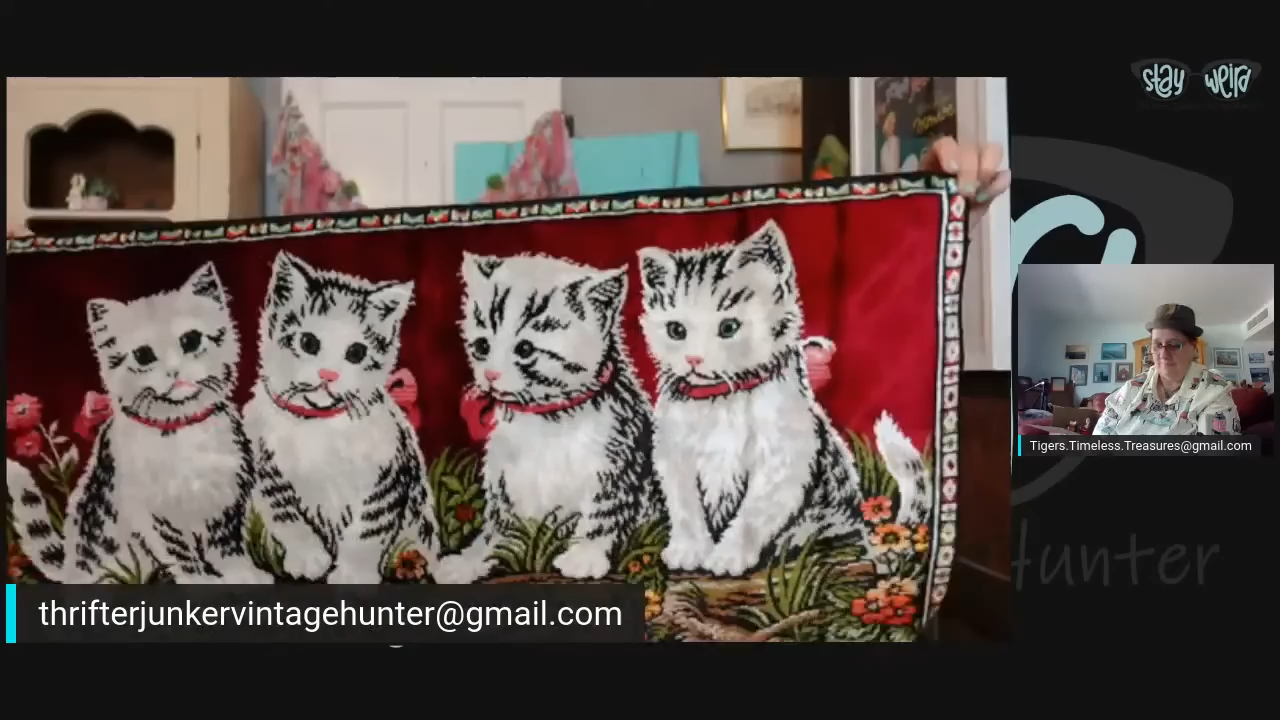 stay weird
Tigers.Timeless.Treasures@gmail.com
Hunter
thrifterjunkervintagehunter@gmail.com